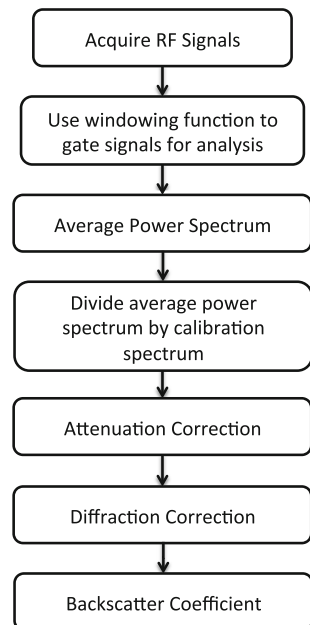 Acquire RF Signals
Use windowing function to
gate signals for analysis
Average Power Spectrum
Divide average power
spectrum by calibration
spectrum
Attenuation Correction
Diffraction Correction
Backscatter Coefficient